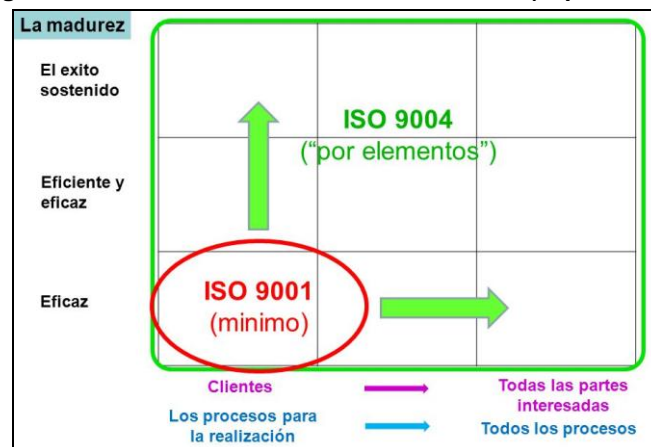 La madurez
El exito
sostenido
ISO 9004
("por elementos")
Eficiente y
eficaz
Eficaz
ISO 9001
(minimo)
Clientes
Todas las partes
interesadas
Los procesos para
la realización
Todos los procesos